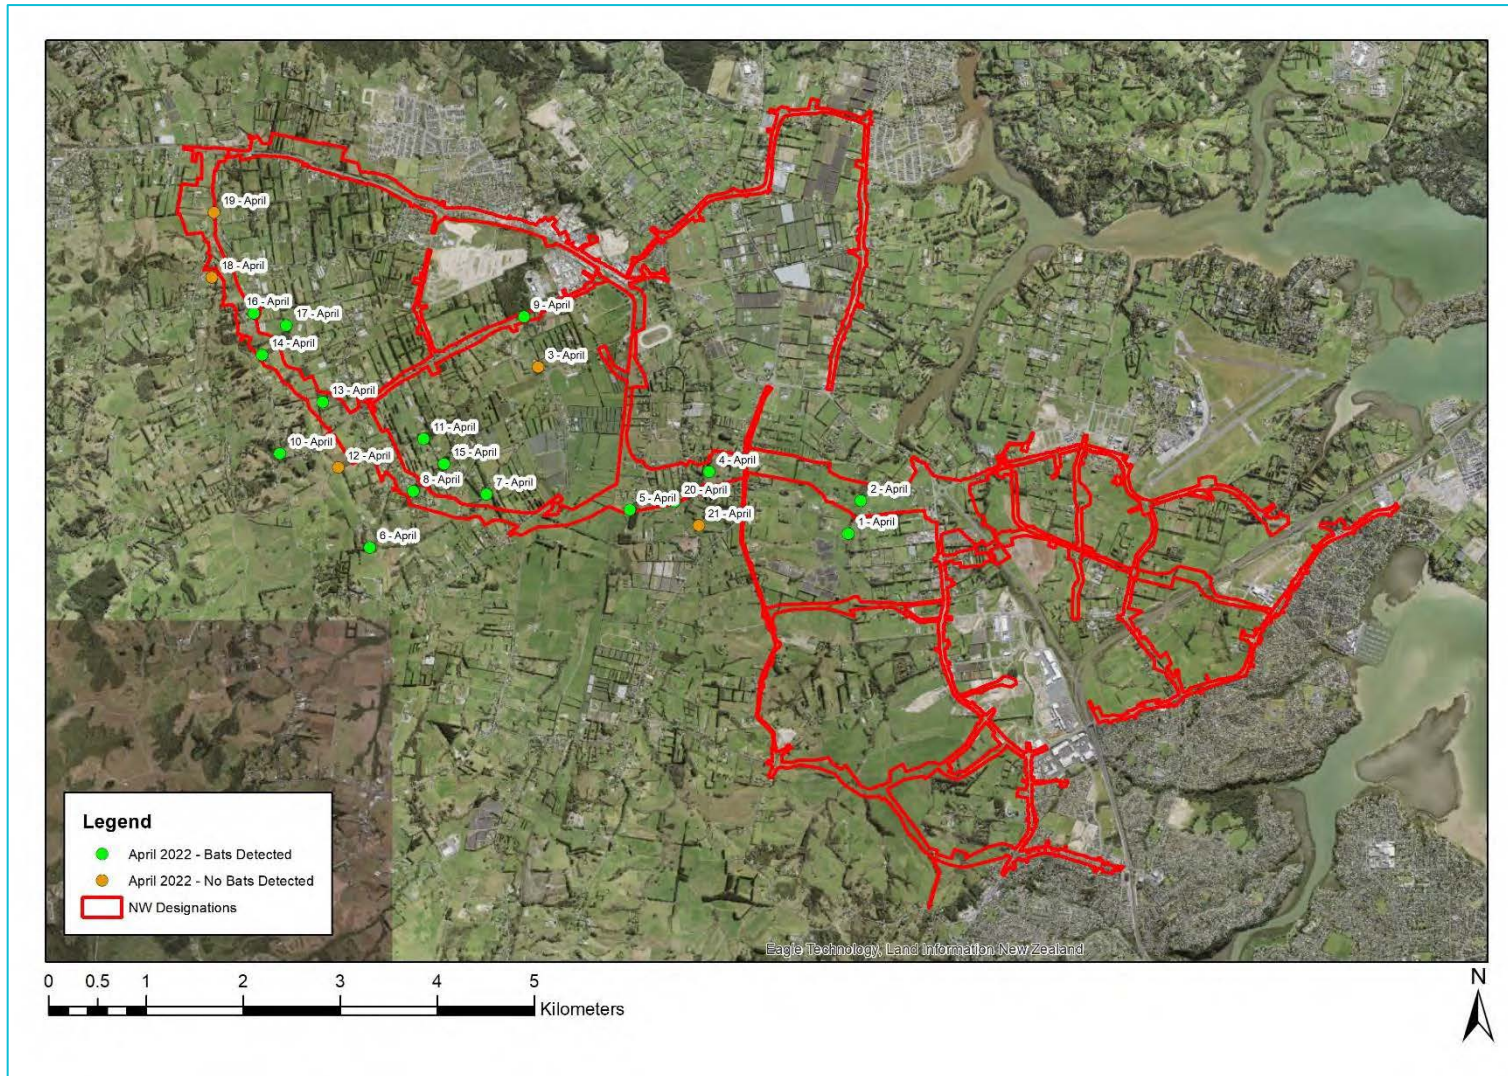 19 - April
18 - April
16 - April
17 - April
9 - April
14 - April
3 - April
13 - April
11 - April
10 - April
15 - April
12 - April
4 - April
8 - April
7 - April
20 - April
2 - April
5 - April
21 - April
1 - April
6 - April
Legend
April 2022 - Bats Detected
April 2022 - No Bats Detected
NW Designations
Eagle Technology, Land Information New Zealand
0 0.5 1 2 3 4 5
Kilometers
N